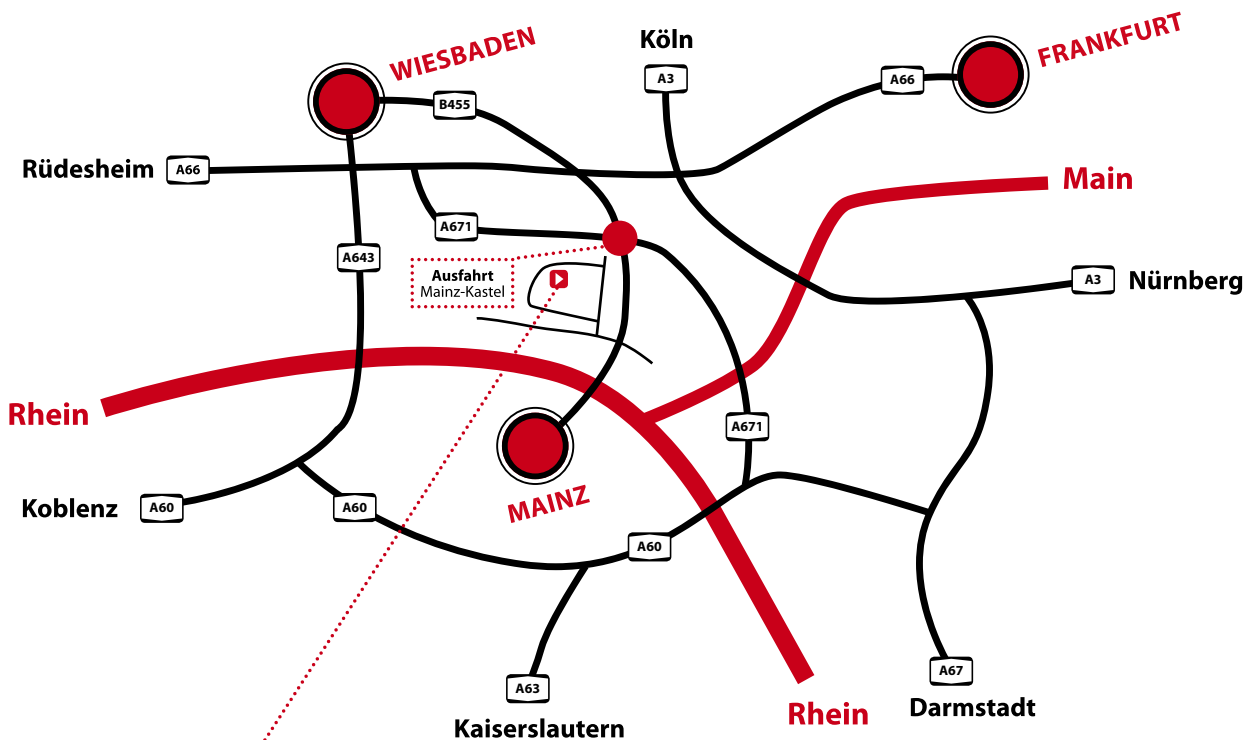 WIESBADEN
Köln
FRANKFURT
A3
A66
B455
Rüdesheim
A66
Main
A671
A643
Ausfahrt
Mainz-Kastel
A3
Nürnberg
Rhein
A671
Koblenz
A60
A60
MAINZ
A60
A63
A67
Rhein
Darmstadt
Kaiserslautern